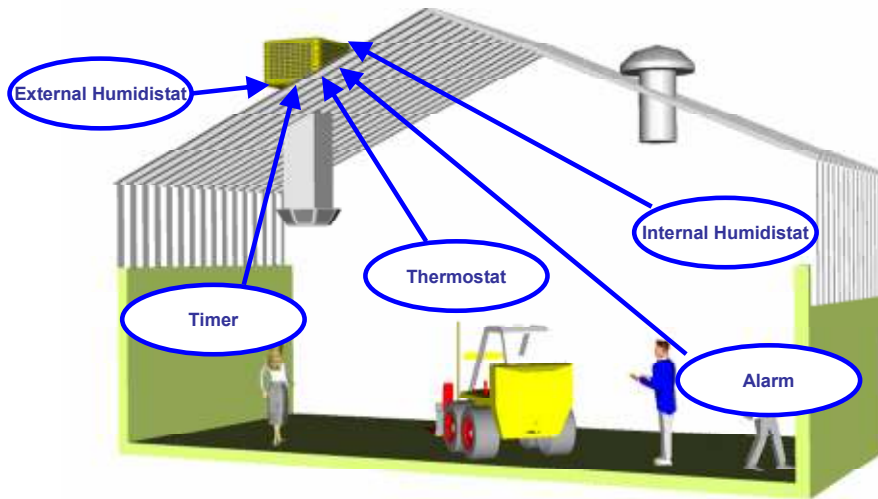 External Humidistat
Internal Humidistat
Thermostat
Timer
Alarm